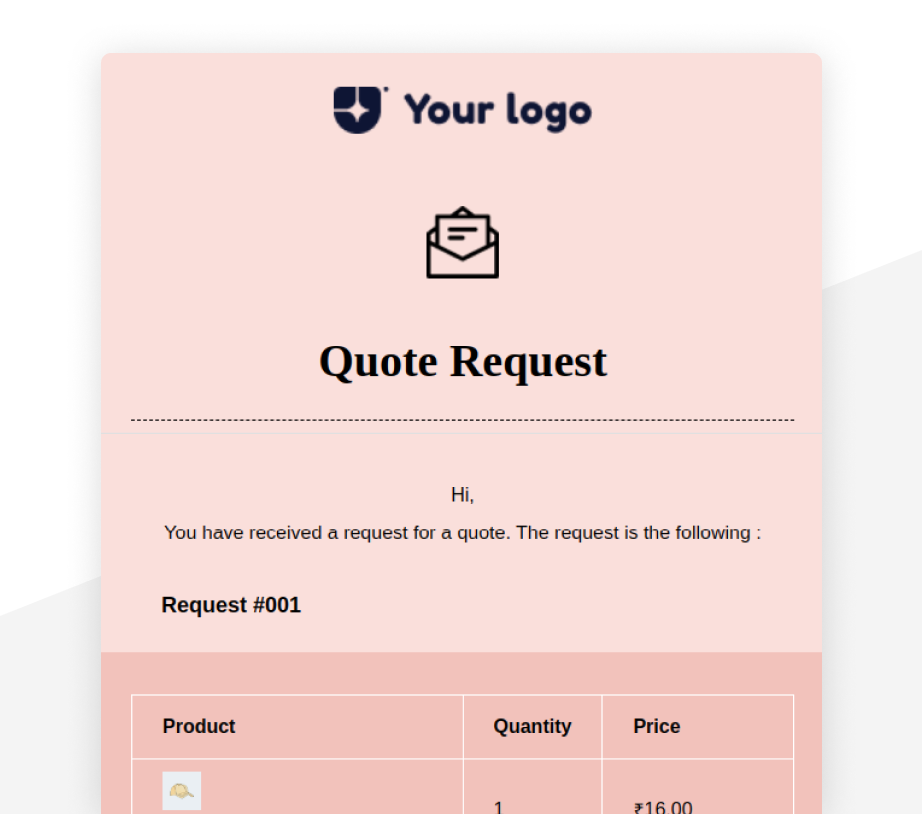 Your logo
Quote Request
Hi,
You have received a request for a quote. The request is the following :
Request #001
Product Quantity Price
1 ₹16.00